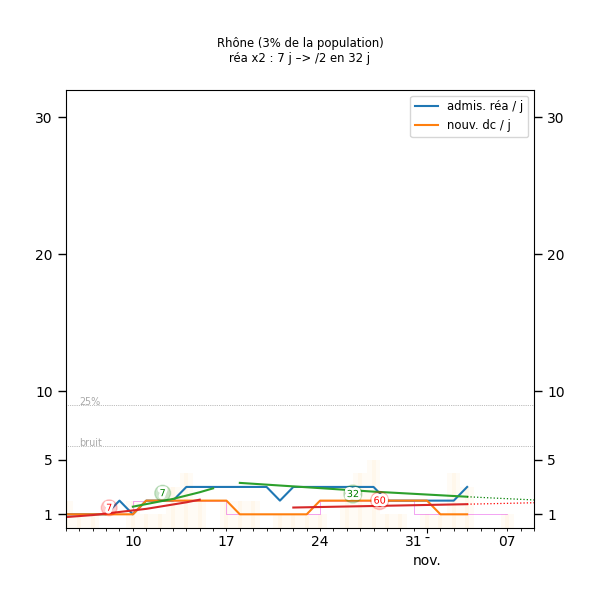 Rhône (3% de la population)
réa x2 : 7 j –> /2 en 32 j
admis. réa / j
nouv. dc / j
30 30
20 20
10 10
25%
bruit
5 5
7 7 32 60
1 1
10 17 24 31 - 07
nov.